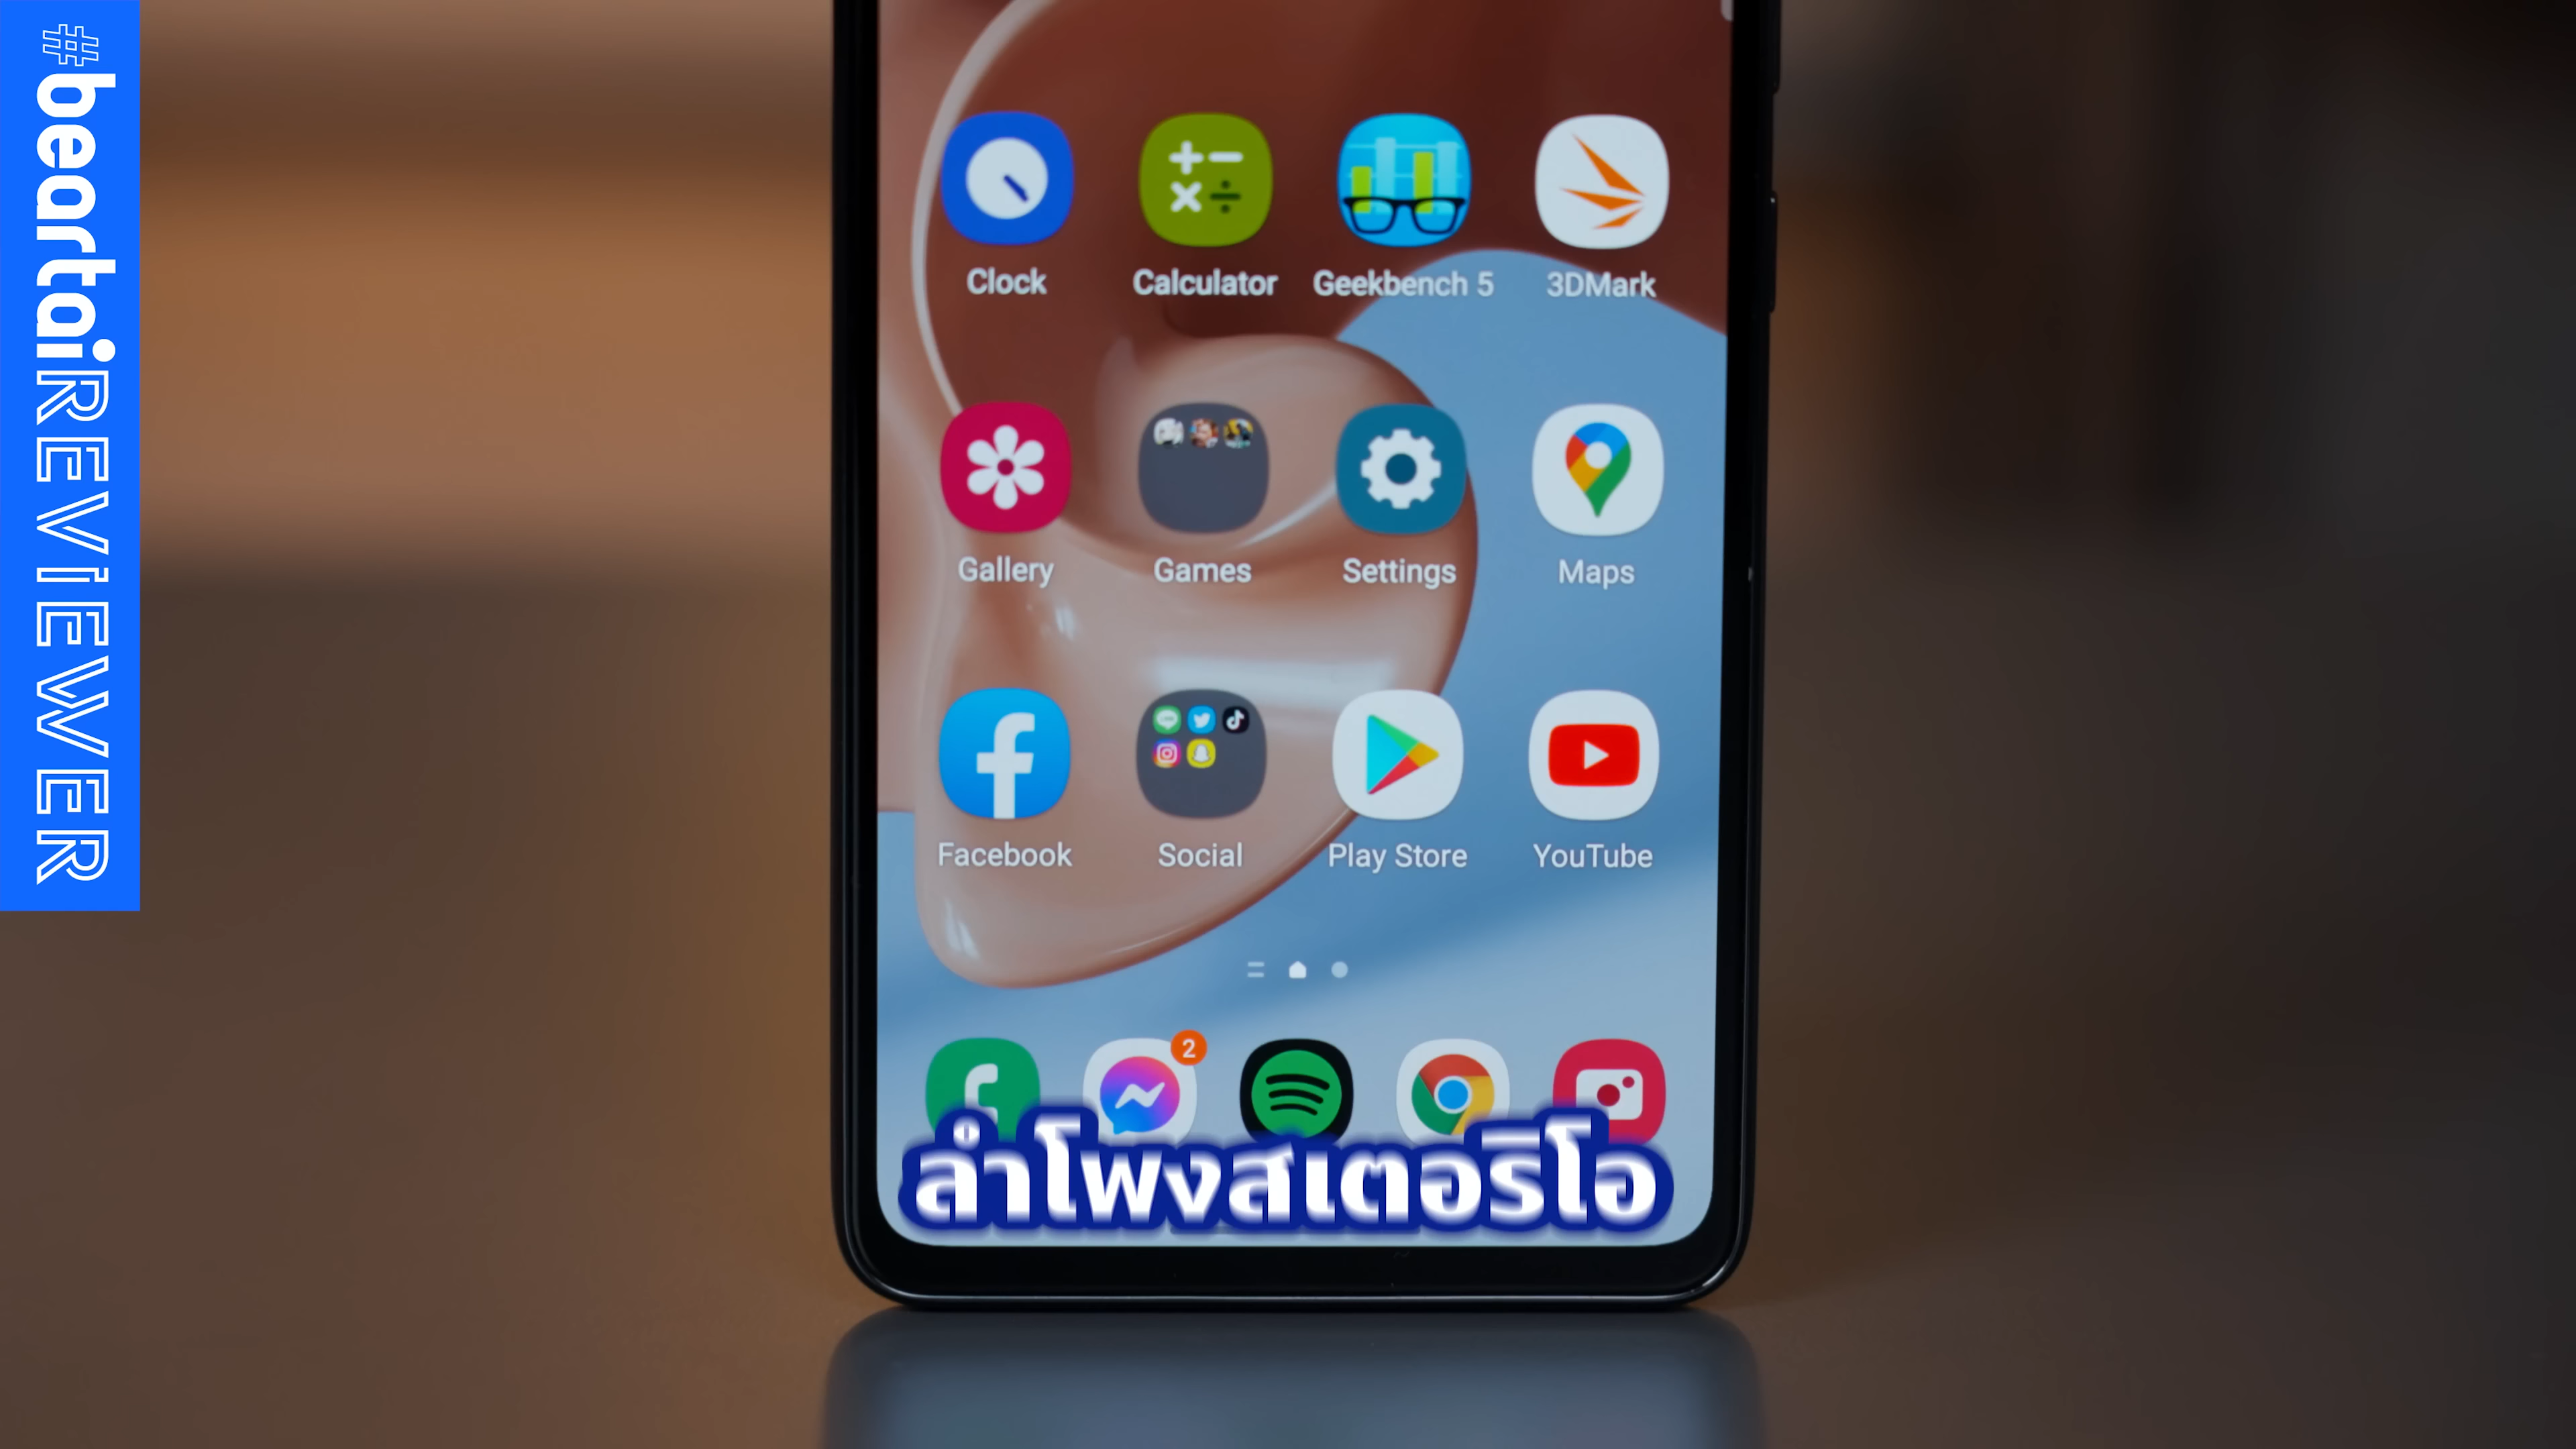 #beartaiREVIEWER
Clock Calculator Geekbench 5 3DMark
Gallery Games Settings Maps
Facebook Social Play Store YouTube
2
ลำโพงสเตอริโอ